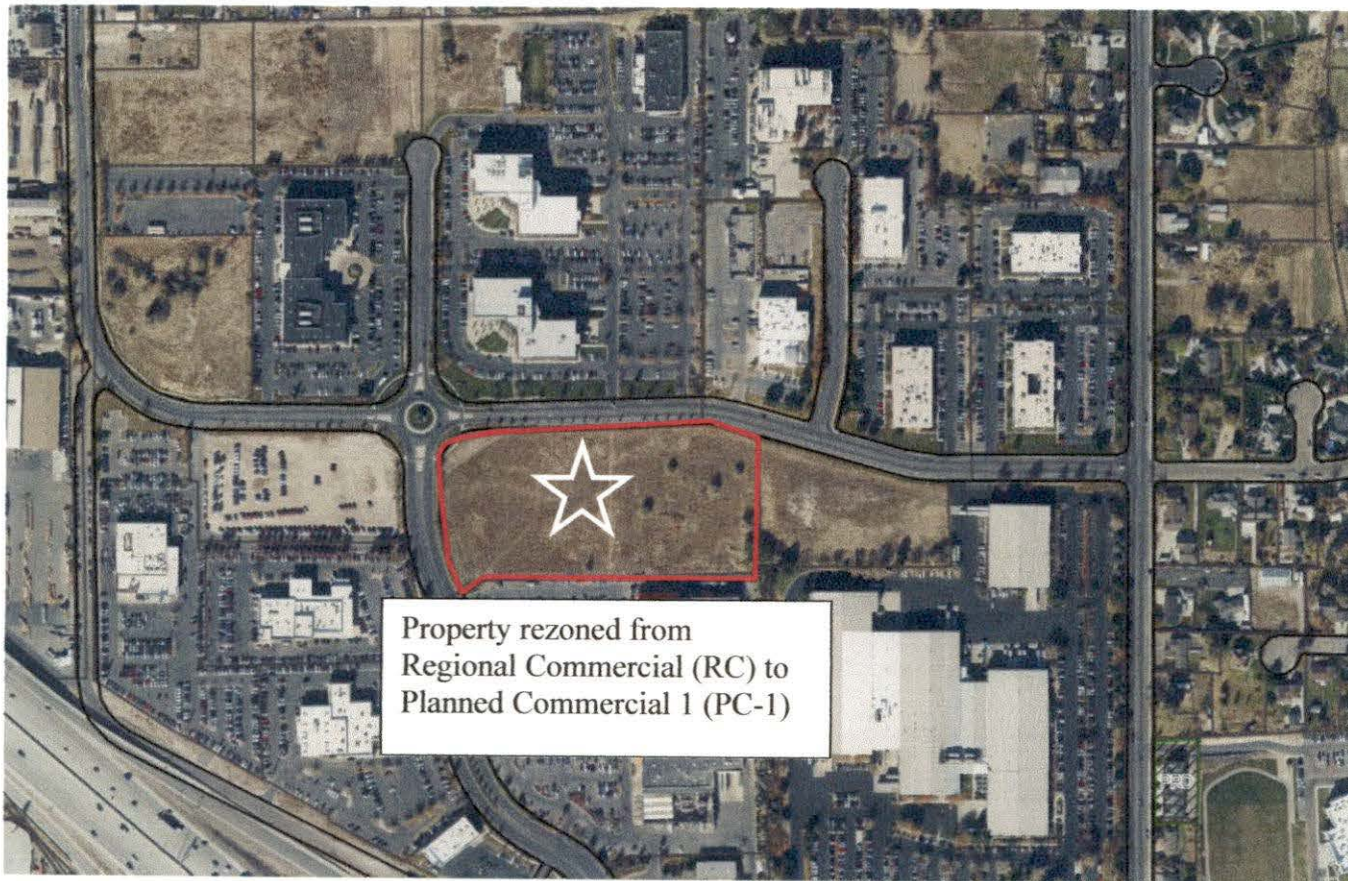 Property rezoned from
Regional Commercial (RC) to
Planned Commercial 1 (PC-1)